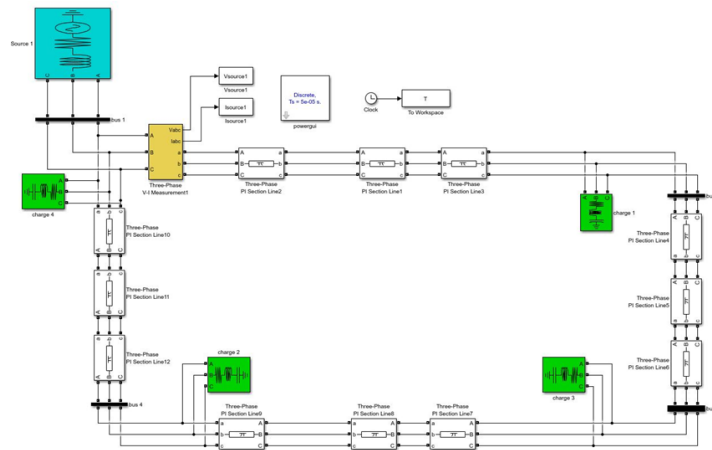 Source 1
C
B
A
bus 1
Vsource1
Vsource1
Isource1
Isource1
Discrete,
Ts = 5e-05 s.
powergui
Clock
T
To Workspace
Vabc
Iabc
A
B
C
a
b
c
Three-Phase
V-I Measurement1
Three-Phase
PI Section Line2
Three-Phase
PI Section Line1
Three-Phase
PI Section Line3
charge 4
charge 1
Three-Phase
PI Section Line10
Three-Phase
PI Section Line4
Three-Phase
PI Section Line11
Three-Phase
PI Section Line5
Three-Phase
PI Section Line12
Three-Phase
PI Section Line6
charge 2
charge 3
bus 4
Three-Phase
PI Section Line9
Three-Phase
PI Section Line8
Three-Phase
PI Section Line7